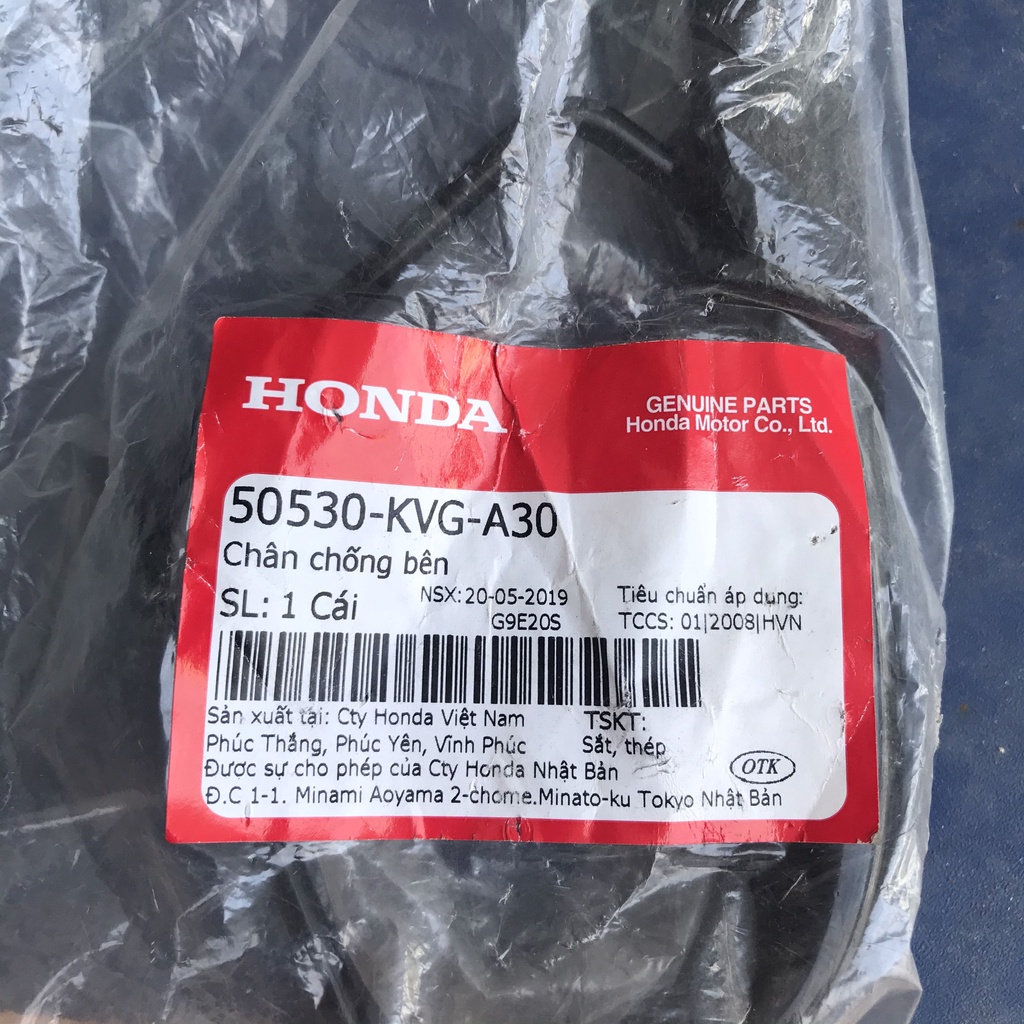 HONDA
GENUINE PARTS
Honda Motor Co., Ltd.
50530-KVG-A30
Chân chống bên
SL: 1 Cái
NSX: 20-05-2019
G9E20S
Tiêu chuẩn áp dụng:
TCCS: 01|2008|HVN
Sản xuất tại: Cty Honda Việt Nam
Phúc Thắng, Phúc Yên, Vĩnh Phúc
TSKT:
Sắt, thép
Được sự cho phép của Cty Honda Nhật Bản
Đ.C 1-1. Minami Aoyama 2-chome.Minato-ku Tokyo Nhật Bản
OTK